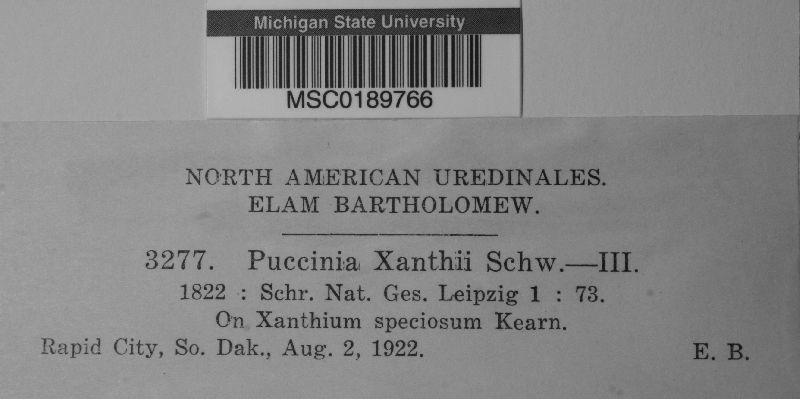 Michigan State University
MSC0189766
NORTH AMERICAN UREDINALES.
ELAM BARTHOLOMEW.
3277. Puccinia Xanthii Schw.—III.
1822 : Schr. Nat. Ges. Leipzig 1 : 73.
On Xanthium speciosum Kearn.
Rapid City, So. Dak., Aug. 2, 1922. E. B.